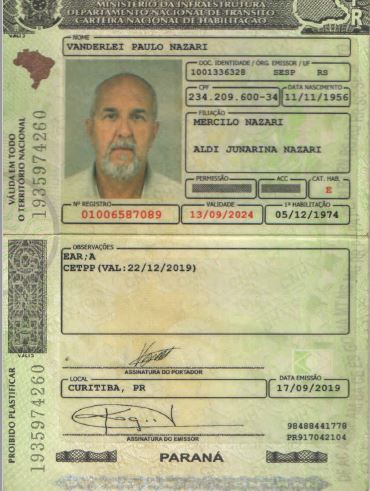 MINISTÉRIO DA INFRAESTRUTURA
DEPARTAMENTO NACIONAL DE TRÂNSITO
CARTEIRA NACIONAL DE HABILITAÇÃO
NOME
VANDERLEI PAULO NAZARI
DOC. IDENTIDADE / ORG. EMISSOR / UF
1001336328 SESP RS
CPF
234.209.600-34
DATA NASCIMENTO
11/11/1956
FILIAÇÃO
MERCILO NAZARI
ALDI JUNARINA NAZARI
PERMISSÃO
ACC
CAT. HAB.
E
Nº REGISTRO
01006587089
VALIDADE
13/09/2024
1ª HABILITAÇÃO
05/12/1974
VÁLIDA EM TODO
O TERRITÓRIO NACIONAL
1935974260
OBSERVAÇÕES
EAR;A
CETPP(VAL:22/12/2019)
ASSINATURA DO PORTADOR
LOCAL
CURITIBA, PR
DATA EMISSÃO
17/09/2019
ASSINATURA DO EMISSOR
98488441778
PR917042104
PROIBIDO PLASTIFICAR
1935974260
PARANÁ